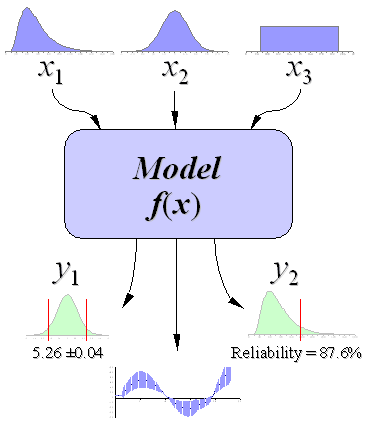 x1 x2 x3
Model
f(x)
y1 y2
5.26 ±0.04 Reliability = 87.6%